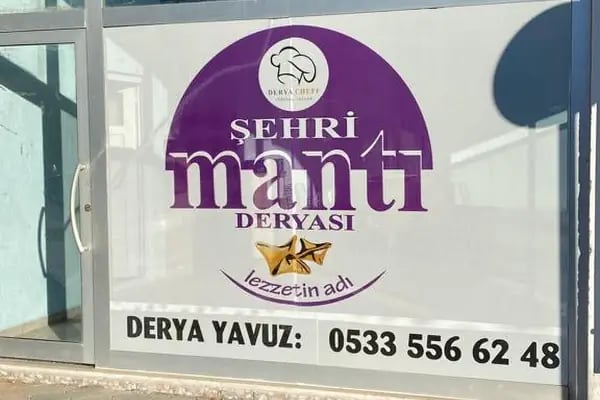 DERYA CHEFF
ŞEHRİ
mantı
DERYASI
lezzetin adı
DERYA YAVUZ: 0533 556 62 48